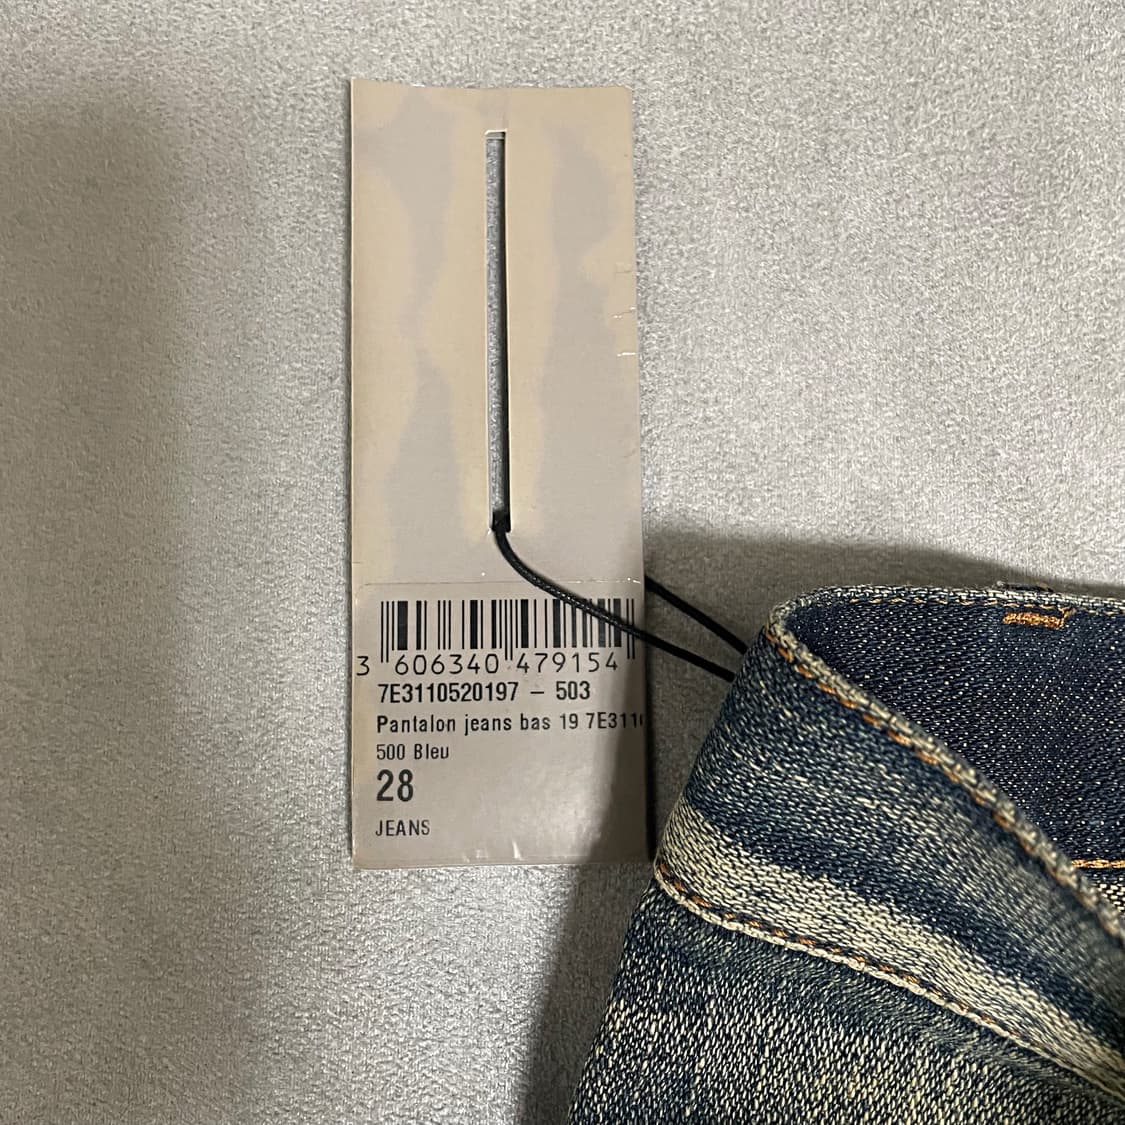 3 606340 479154
7E3110520197 – 503
Pantalon jeans bas 19 7E311
500 Bleu
28
JEANS